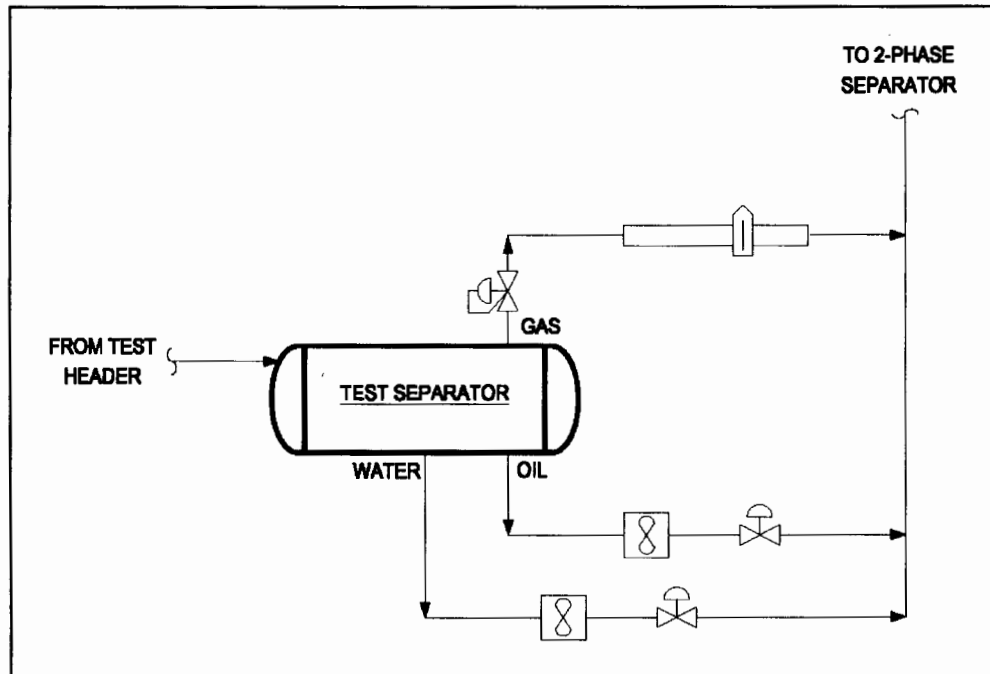 TO 2-PHASE
SEPARATOR
GAS
FROM TEST
HEADER
TEST SEPARATOR
WATER
OIL